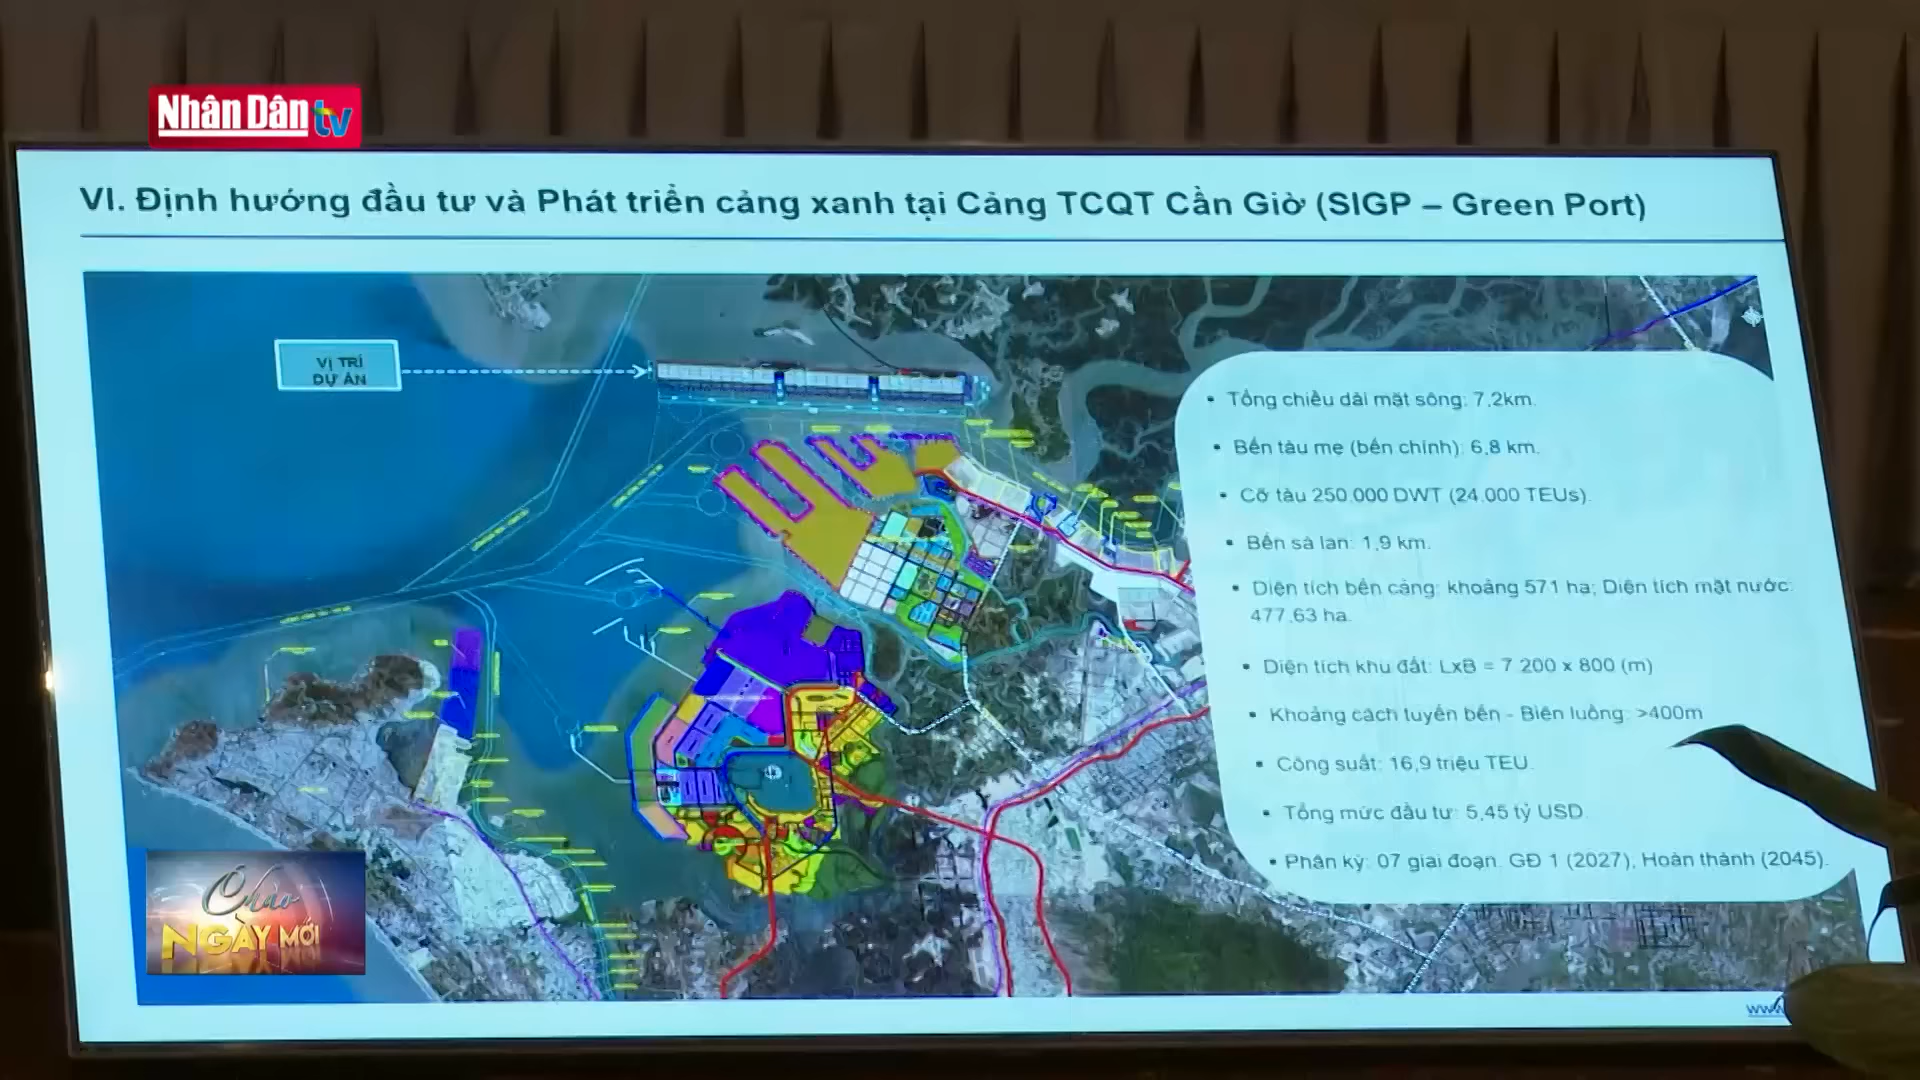 Nhân Dân tv
VI. Định hướng đầu tư và Phát triển cảng xanh tại Cảng TCQT Cần Giờ (SIGP – Green Port)
VỊ TRÍ
DỰ ÁN
• Tổng chiều dài mặt sông: 7,2km.
• Bến tàu mẹ (bến chính): 6,8 km.
• Cỡ tàu 250.000 DWT (24.000 TEUs).
• Bến sà lan: 1,9 km.
• Diện tích bến cảng: khoảng 571 ha; Diện tích mặt nước:
477,63 ha.
• Diện tích khu đất: LxB = 7.200 x 800 (m)
• Khoảng cách tuyến bến - Biên luồng: >400m
• Công suất: 16,9 triệu TEU.
• Tổng mức đầu tư: 5,45 tỷ USD.
• Phân kỳ: 07 giai đoạn. GĐ 1 (2027), Hoàn thành (2045).
Chào
NGÀY MỚI
www